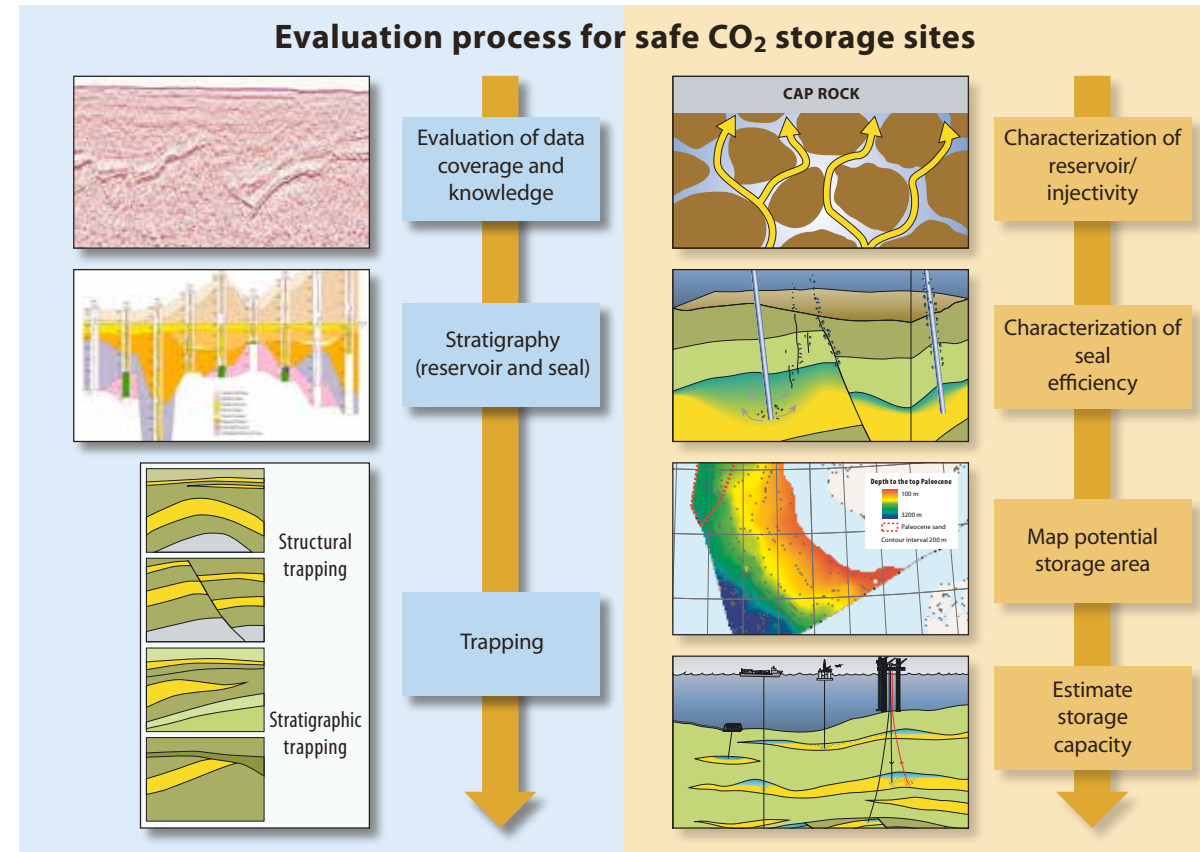 Evaluation process for safe CO₂ storage sites
Evaluation of data
coverage and
knowledge
Stratigraphy
(reservoir and seal)
Structural
trapping
Stratigraphic
trapping
Trapping
CAP ROCK
Characterization of
reservoir/
injectivity
Characterization of
seal
efficiency
Depth to the top Paleocene
100 m
3200 m
Paleocene sand
Contour interval 200 m
Map potential
storage area
Estimate
storage
capacity